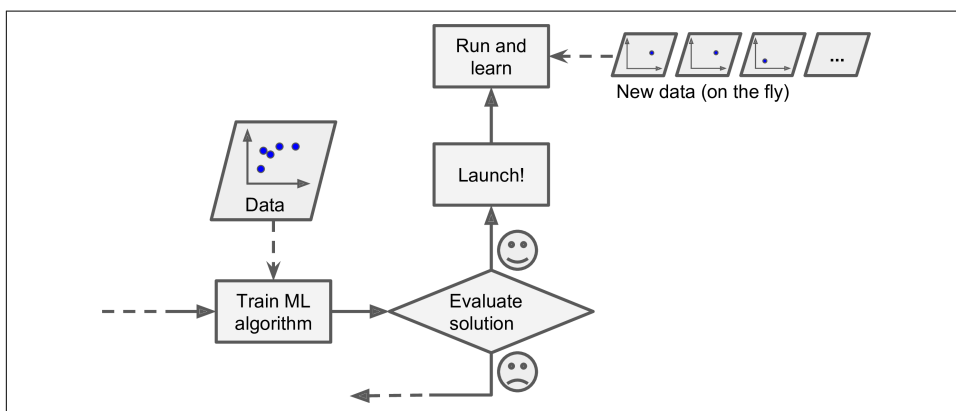 Run and
learn
...
New data (on the fly)
Launch!
Data
Train ML
algorithm
Evaluate
solution